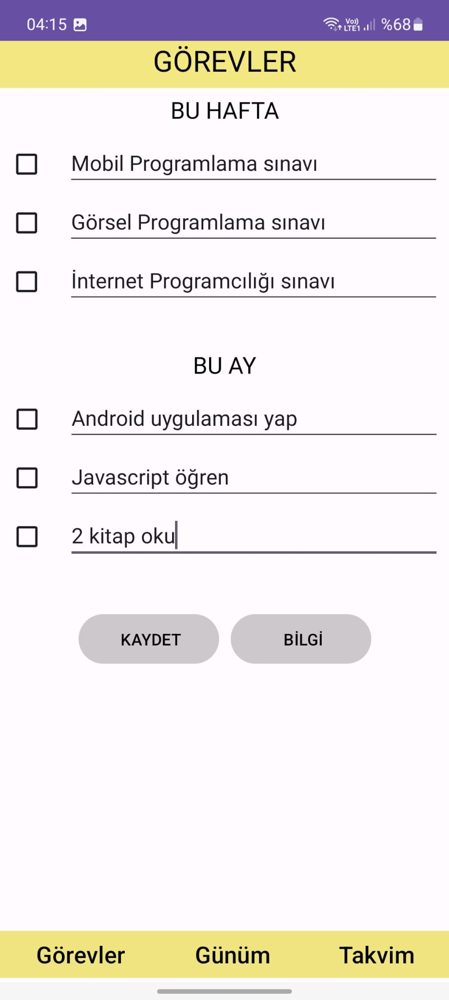 04:15
Vo)) LTE1 %68
GÖREVLER
BU HAFTA
Mobil Programlama sınavı
Görsel Programlama sınavı
İnternet Programcılığı sınavı
BU AY
Android uygulaması yap
Javascript öğren
2 kitap oku
KAYDET BİLGİ
Görevler Günüm Takvim